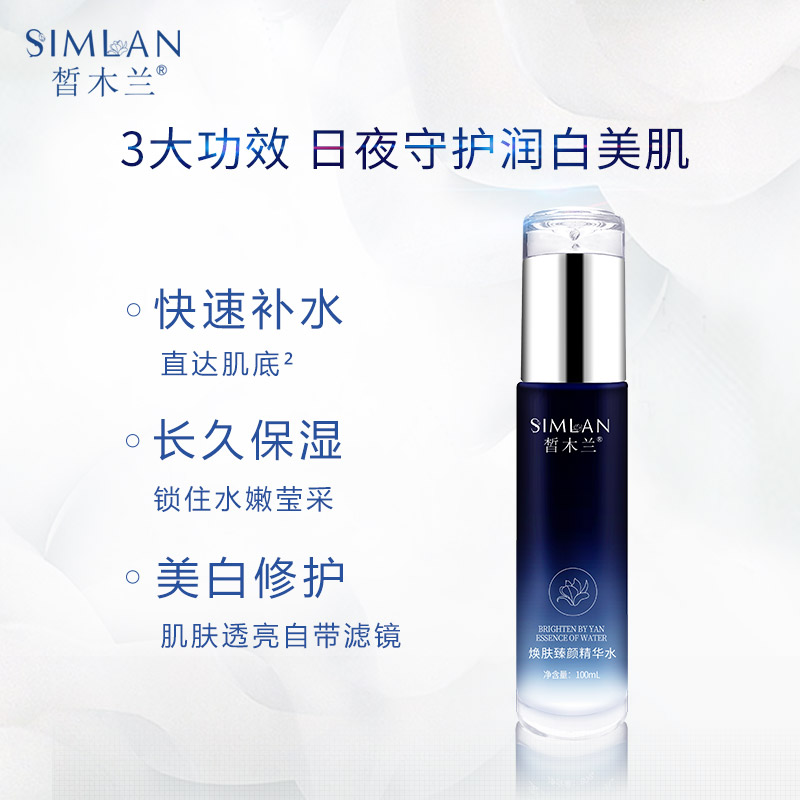 SIMLAN
皙木兰®
3大功效 日夜守护润白美肌
快速补水
直达肌底²
长久保湿
锁住水嫩莹采
美白修护
肌肤透亮自带滤镜
SIMLAN
皙木兰®
BRIGHTEN BY YAN
ESSENCE OF WATER
焕肤臻颜精华水
净含量：100mL